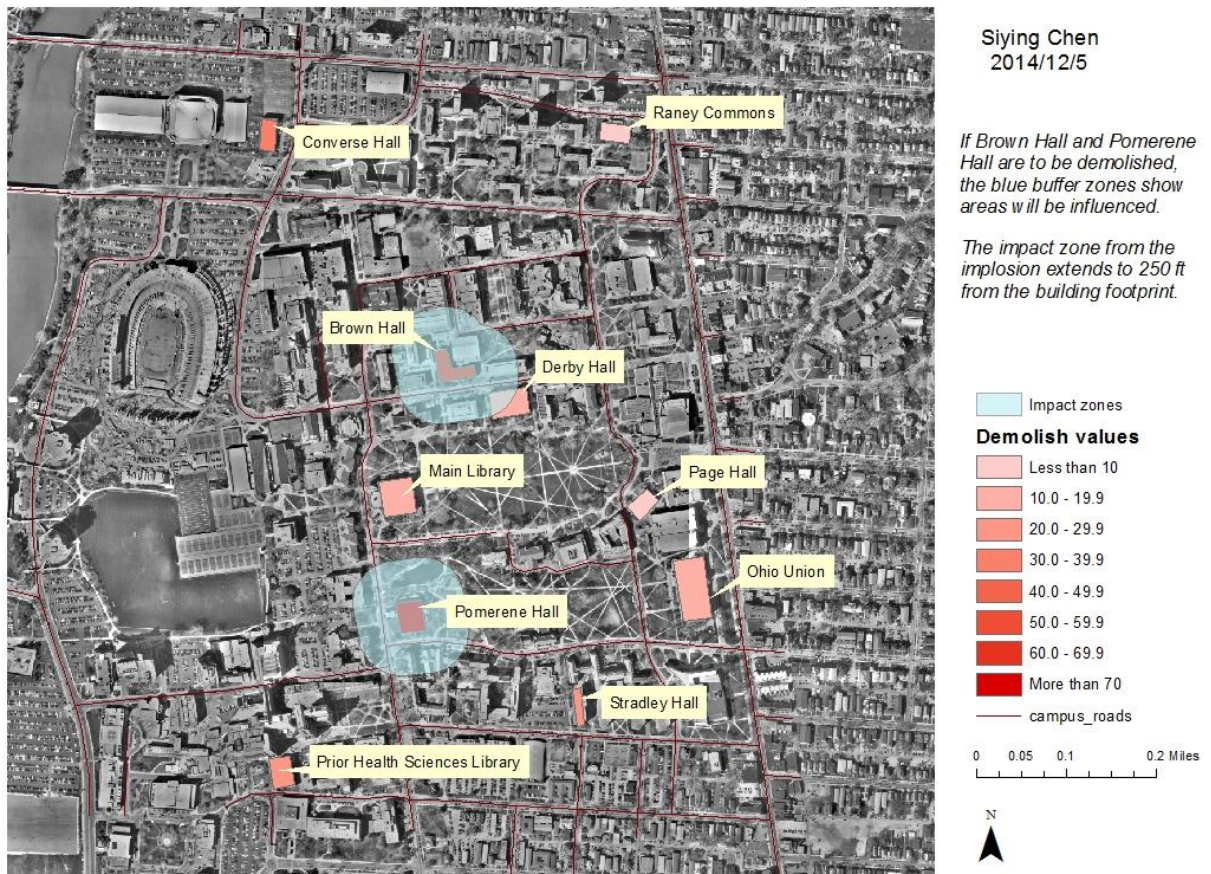 Siying Chen
2014/12/5
If Brown Hall and Pomerene
Hall are to be demolished,
the blue buffer zones show
areas will be influenced.
The impact zone from the
implosion extends to 250 ft
from the building footprint.
Raney Commons
Converse Hall
Brown Hall
Derby Hall
Main Library
Page Hall
Ohio Union
Pomerene Hall
Stradley Hall
Prior Health Sciences Library
Impact zones
Demolish values
Less than 10
10.0 - 19.9
20.0 - 29.9
30.0 - 39.9
40.0 - 49.9
50.0 - 59.9
60.0 - 69.9
More than 70
campus_roads
0 0.05 0.1 0.2 Miles
N